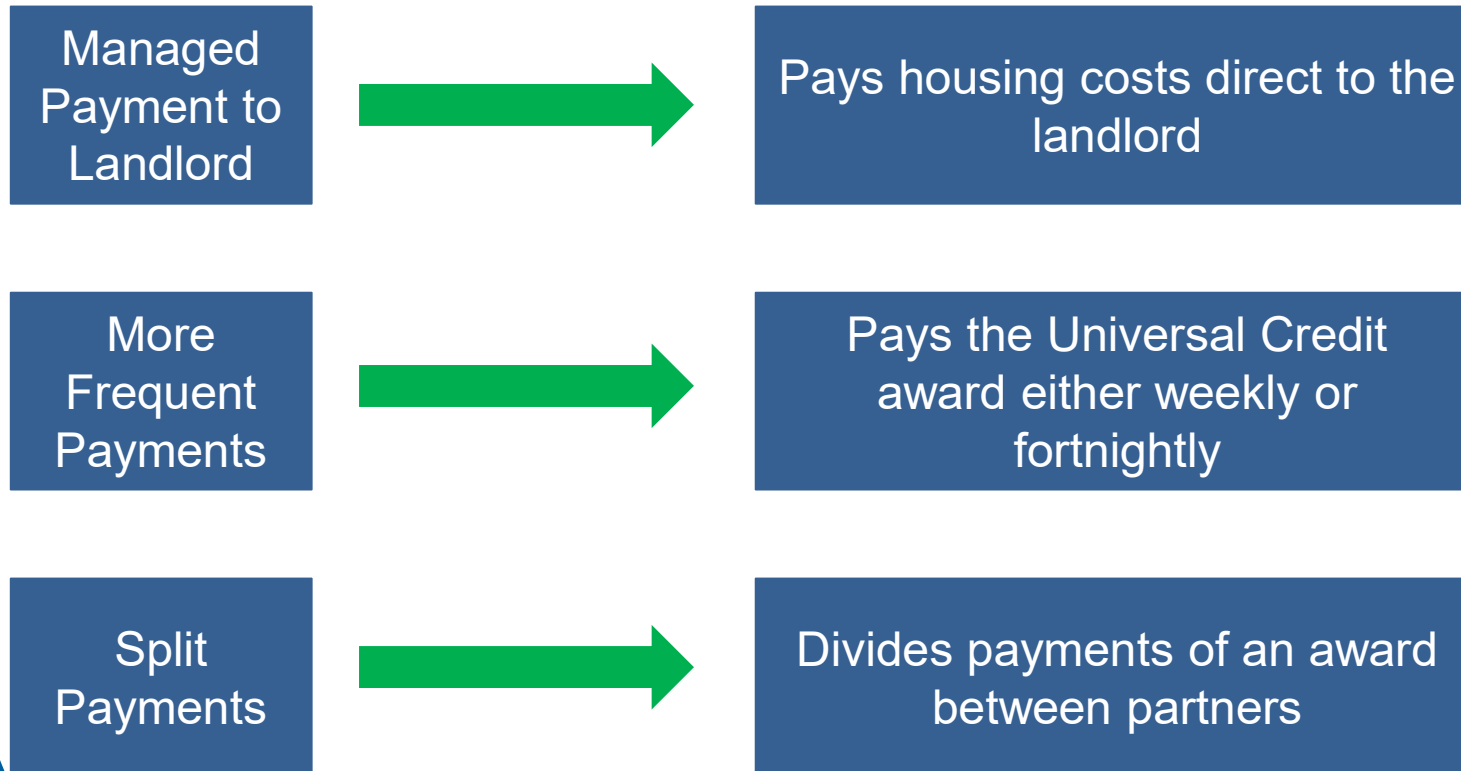 Managed
Payment to
Landlord
Pays housing costs direct to the
landlord
More
Frequent
Payments
Pays the Universal Credit
award either weekly or
fortnightly
Split
Payments
Divides payments of an award
between partners